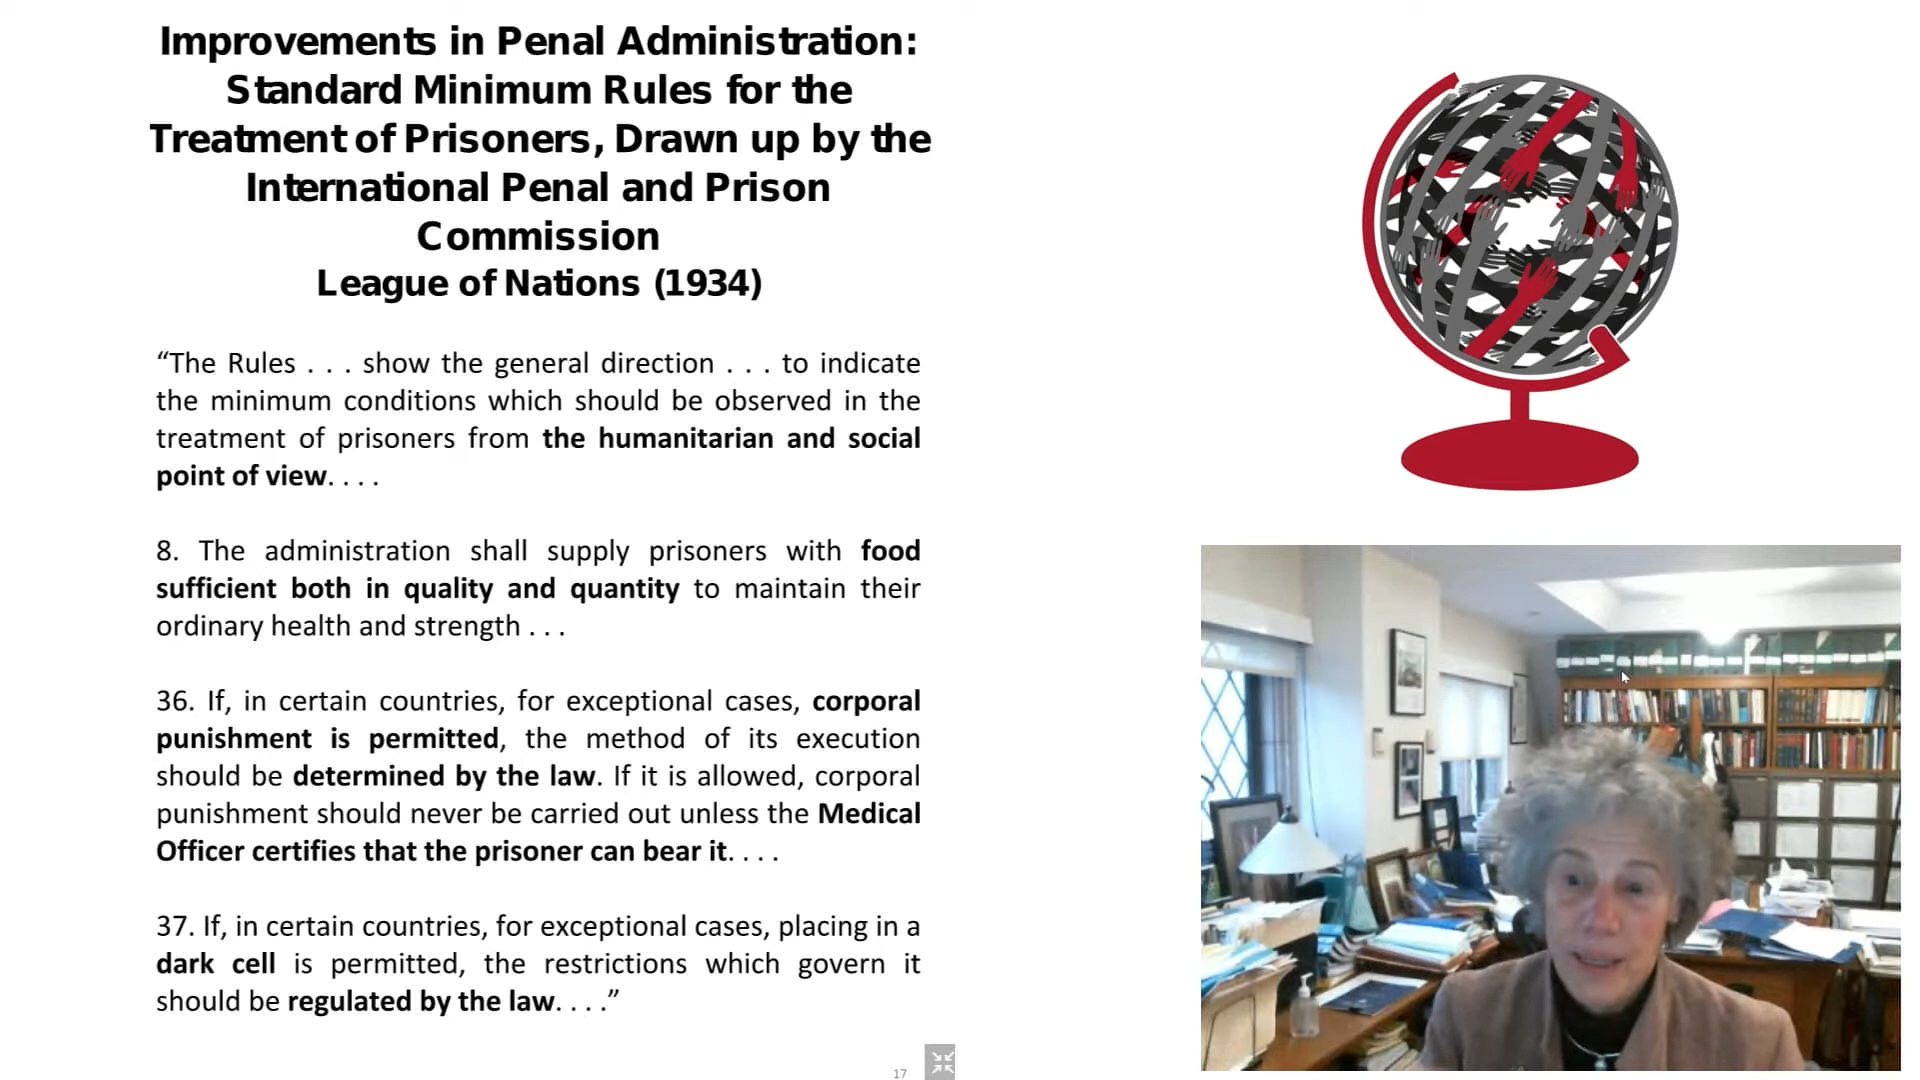 Improvements in Penal Administration:
Standard Minimum Rules for the
Treatment of Prisoners, Drawn up by the
International Penal and Prison
Commission
League of Nations (1934)
“The Rules . . . show the general direction . . . to indicate
the minimum conditions which should be observed in the
treatment of prisoners from the humanitarian and social
point of view. . . .
8. The administration shall supply prisoners with food
sufficient both in quality and quantity to maintain their
ordinary health and strength . . .
36. If, in certain countries, for exceptional cases, corporal
punishment is permitted, the method of its execution
should be determined by the law. If it is allowed, corporal
punishment should never be carried out unless the Medical
Officer certifies that the prisoner can bear it. . . .
37. If, in certain countries, for exceptional cases, placing in a
dark cell is permitted, the restrictions which govern it
should be regulated by the law. . . .”
17